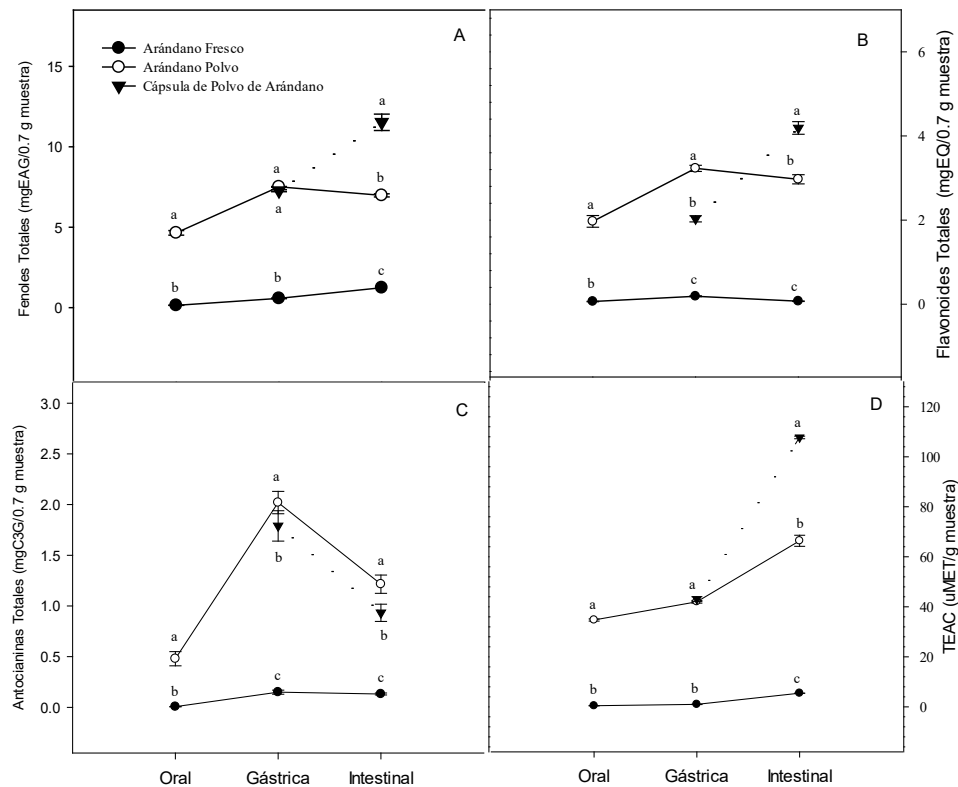 A
Arándano Fresco
Arándano Polvo
Cápsula de Polvo de Arándano
Fenoles Totales (mgEAG/0.7 g muestra)
15
10
5
0
a
a
a
a
b
b
b
c
B
Flavonoides Totales (mgEQ/0.7 g muestra)
6
4
2
0
a
a
b
a
b
b
c
c
C
Antocianinas Totales (mgC3G/0.7 g muestra)
3.0
2.5
2.0
1.5
1.0
0.5
0.0
a
a
b
a
b
b
c
c
Oral Gástrica Intestinal
D
TEAC (uMET/g muestra)
120
100
80
60
40
20
0
a
a
a
b
b
b
c
Oral Gástrica Intestinal